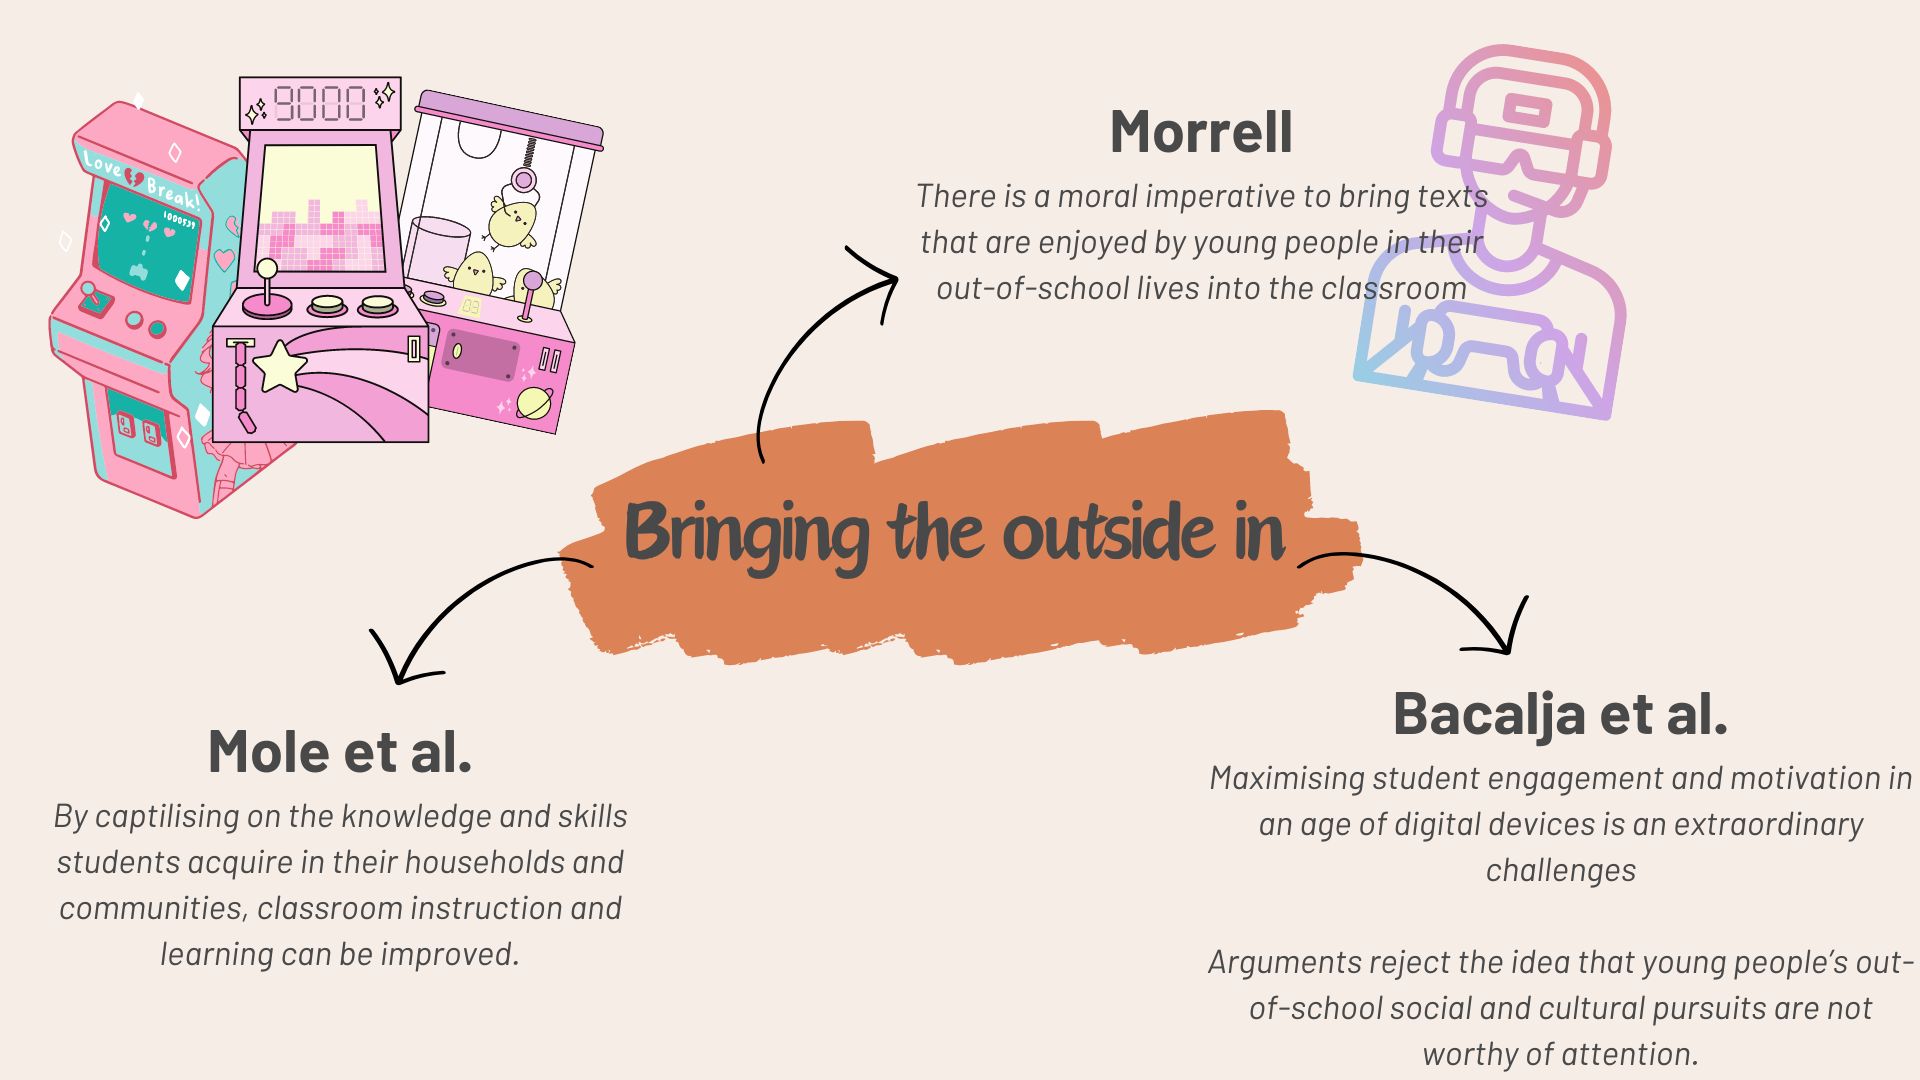 9000
Love Break!
1000539
Morrell
There is a moral imperative to bring texts
that are enjoyed by young people in their
out-of-school lives into the classroom
Bringing the outside in
Mole et al.
By captilising on the knowledge and skills
students acquire in their households and
communities, classroom instruction and
learning can be improved.
Bacalja et al.
Maximising student engagement and motivation in
an age of digital devices is an extraordinary
challenges
Arguments reject the idea that young people’s out-
of-school social and cultural pursuits are not
worthy of attention.